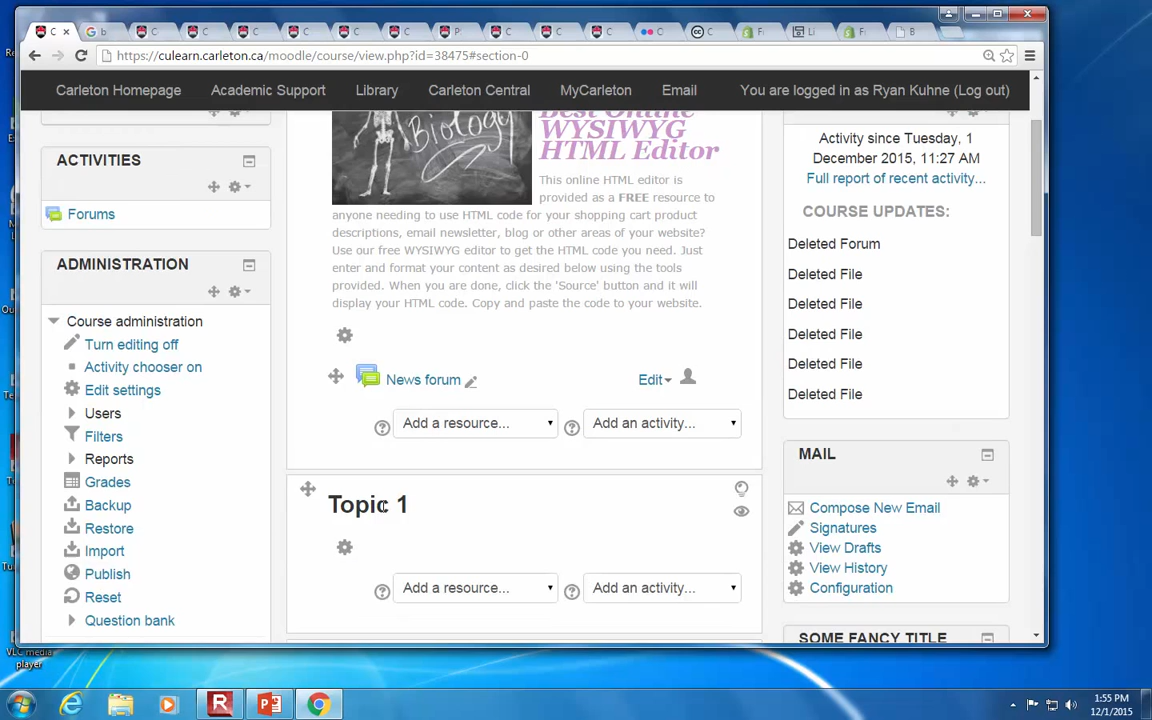 C
b
C
C
C
C
C
C
P
C
C
C
C
Fr
Li
Fr
B
https://culearn.carleton.ca/moodle/course/view.php?id=38475#section-0
Carleton Homepage Academic Support Library Carleton Central MyCarleton Email You are logged in as Ryan Kuhne (Log out)
ACTIVITIES
Forums
ADMINISTRATION
Course administration
Turn editing off
Activity chooser on
Edit settings
Users
Filters
Reports
Grades
Backup
Restore
Import
Publish
Reset
Question bank
Biology
Best Online
WYSIWYG
HTML Editor
This online HTML editor is
provided as a FREE resource to
anyone needing to use HTML code for your shopping cart product
descriptions, email newsletter, blog or other areas of your website?
Use our free WYSIWYG editor to get the HTML code you need. Just
enter and format your content as desired below using the tools
provided. When you are done, click the 'Source' button and it will
display your HTML code. Copy and paste the code to your website.
News forum Edit
Add a resource... Add an activity...
Topic 1
Add a resource... Add an activity...
Activity since Tuesday, 1
December 2015, 11:27 AM
Full report of recent activity...
COURSE UPDATES:
Deleted Forum
Deleted File
Deleted File
Deleted File
Deleted File
Deleted File
MAIL
Compose New Email
Signatures
View Drafts
View History
Configuration
SOME FANCY TITLE
VLC media
player
1:55 PM
12/1/2015